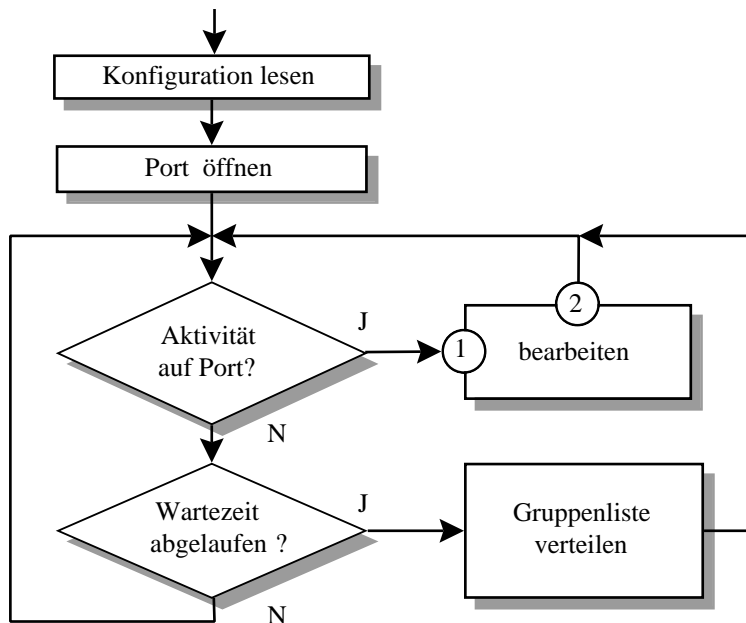 Konfiguration lesen
Port öffnen
Aktivität
auf Port?
J
1
2
bearbeiten
N
Wartezeit
abgelaufen ?
J
Gruppenliste
verteilen
N